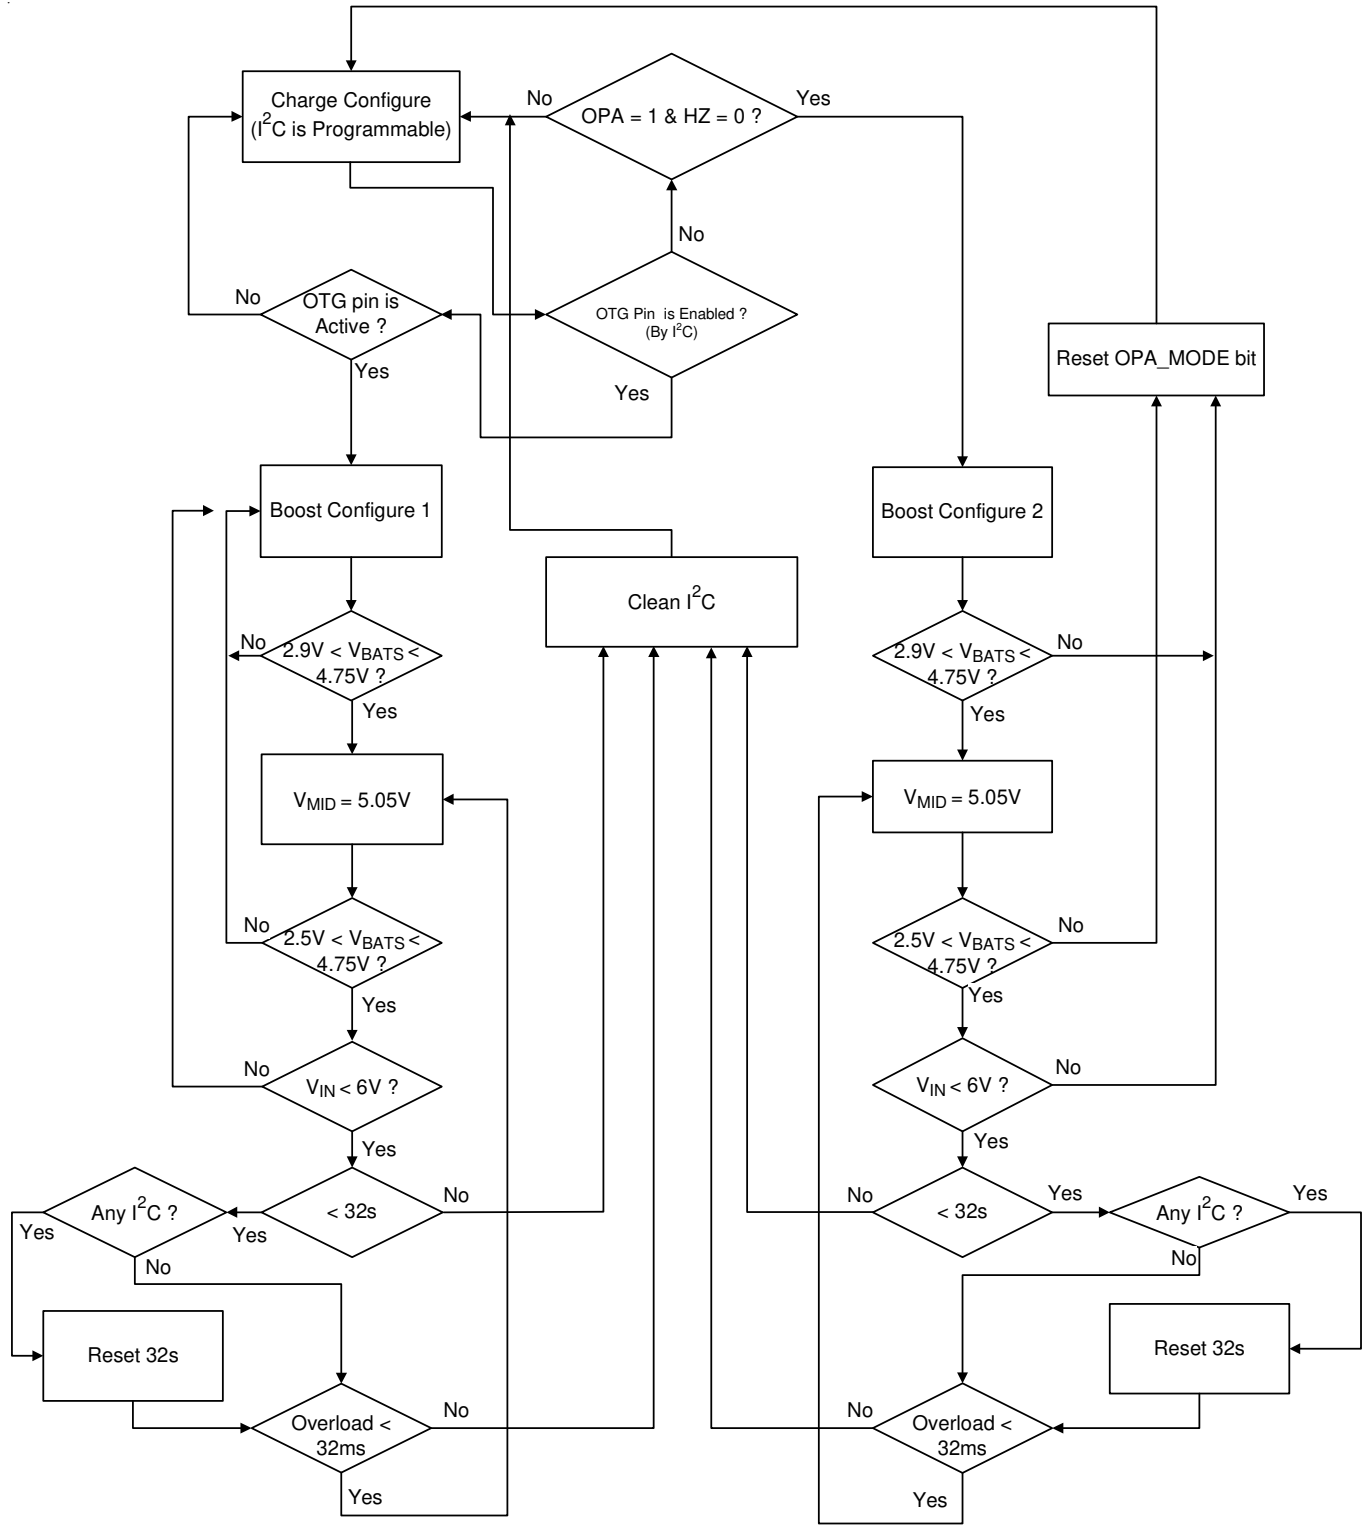 Charge Configure
(I2C is Programmable)
No
OPA = 1 & HZ = 0 ?
Yes
No
No
OTG pin is
Active ?
Yes
OTG Pin is Enabled ?
(By I2C)
Yes
Reset OPA_MODE bit
Boost Configure 1
Boost Configure 2
Clean I2C
No
2.9V < VBATS <
4.75V ?
Yes
2.9V < VBATS <
4.75V ?
No
Yes
VMID = 5.05V
VMID = 5.05V
No
2.5V < VBATS <
4.75V ?
Yes
2.5V < VBATS <
4.75V ?
No
Yes
No
VIN < 6V ?
Yes
VIN < 6V ?
No
Yes
Any I2C ?
Yes
No
Yes
< 32s
No
No
< 32s
Yes
Any I2C ?
Yes
No
Reset 32s
Reset 32s
Overload <
32ms
No
Yes
No
Overload <
32ms
Yes